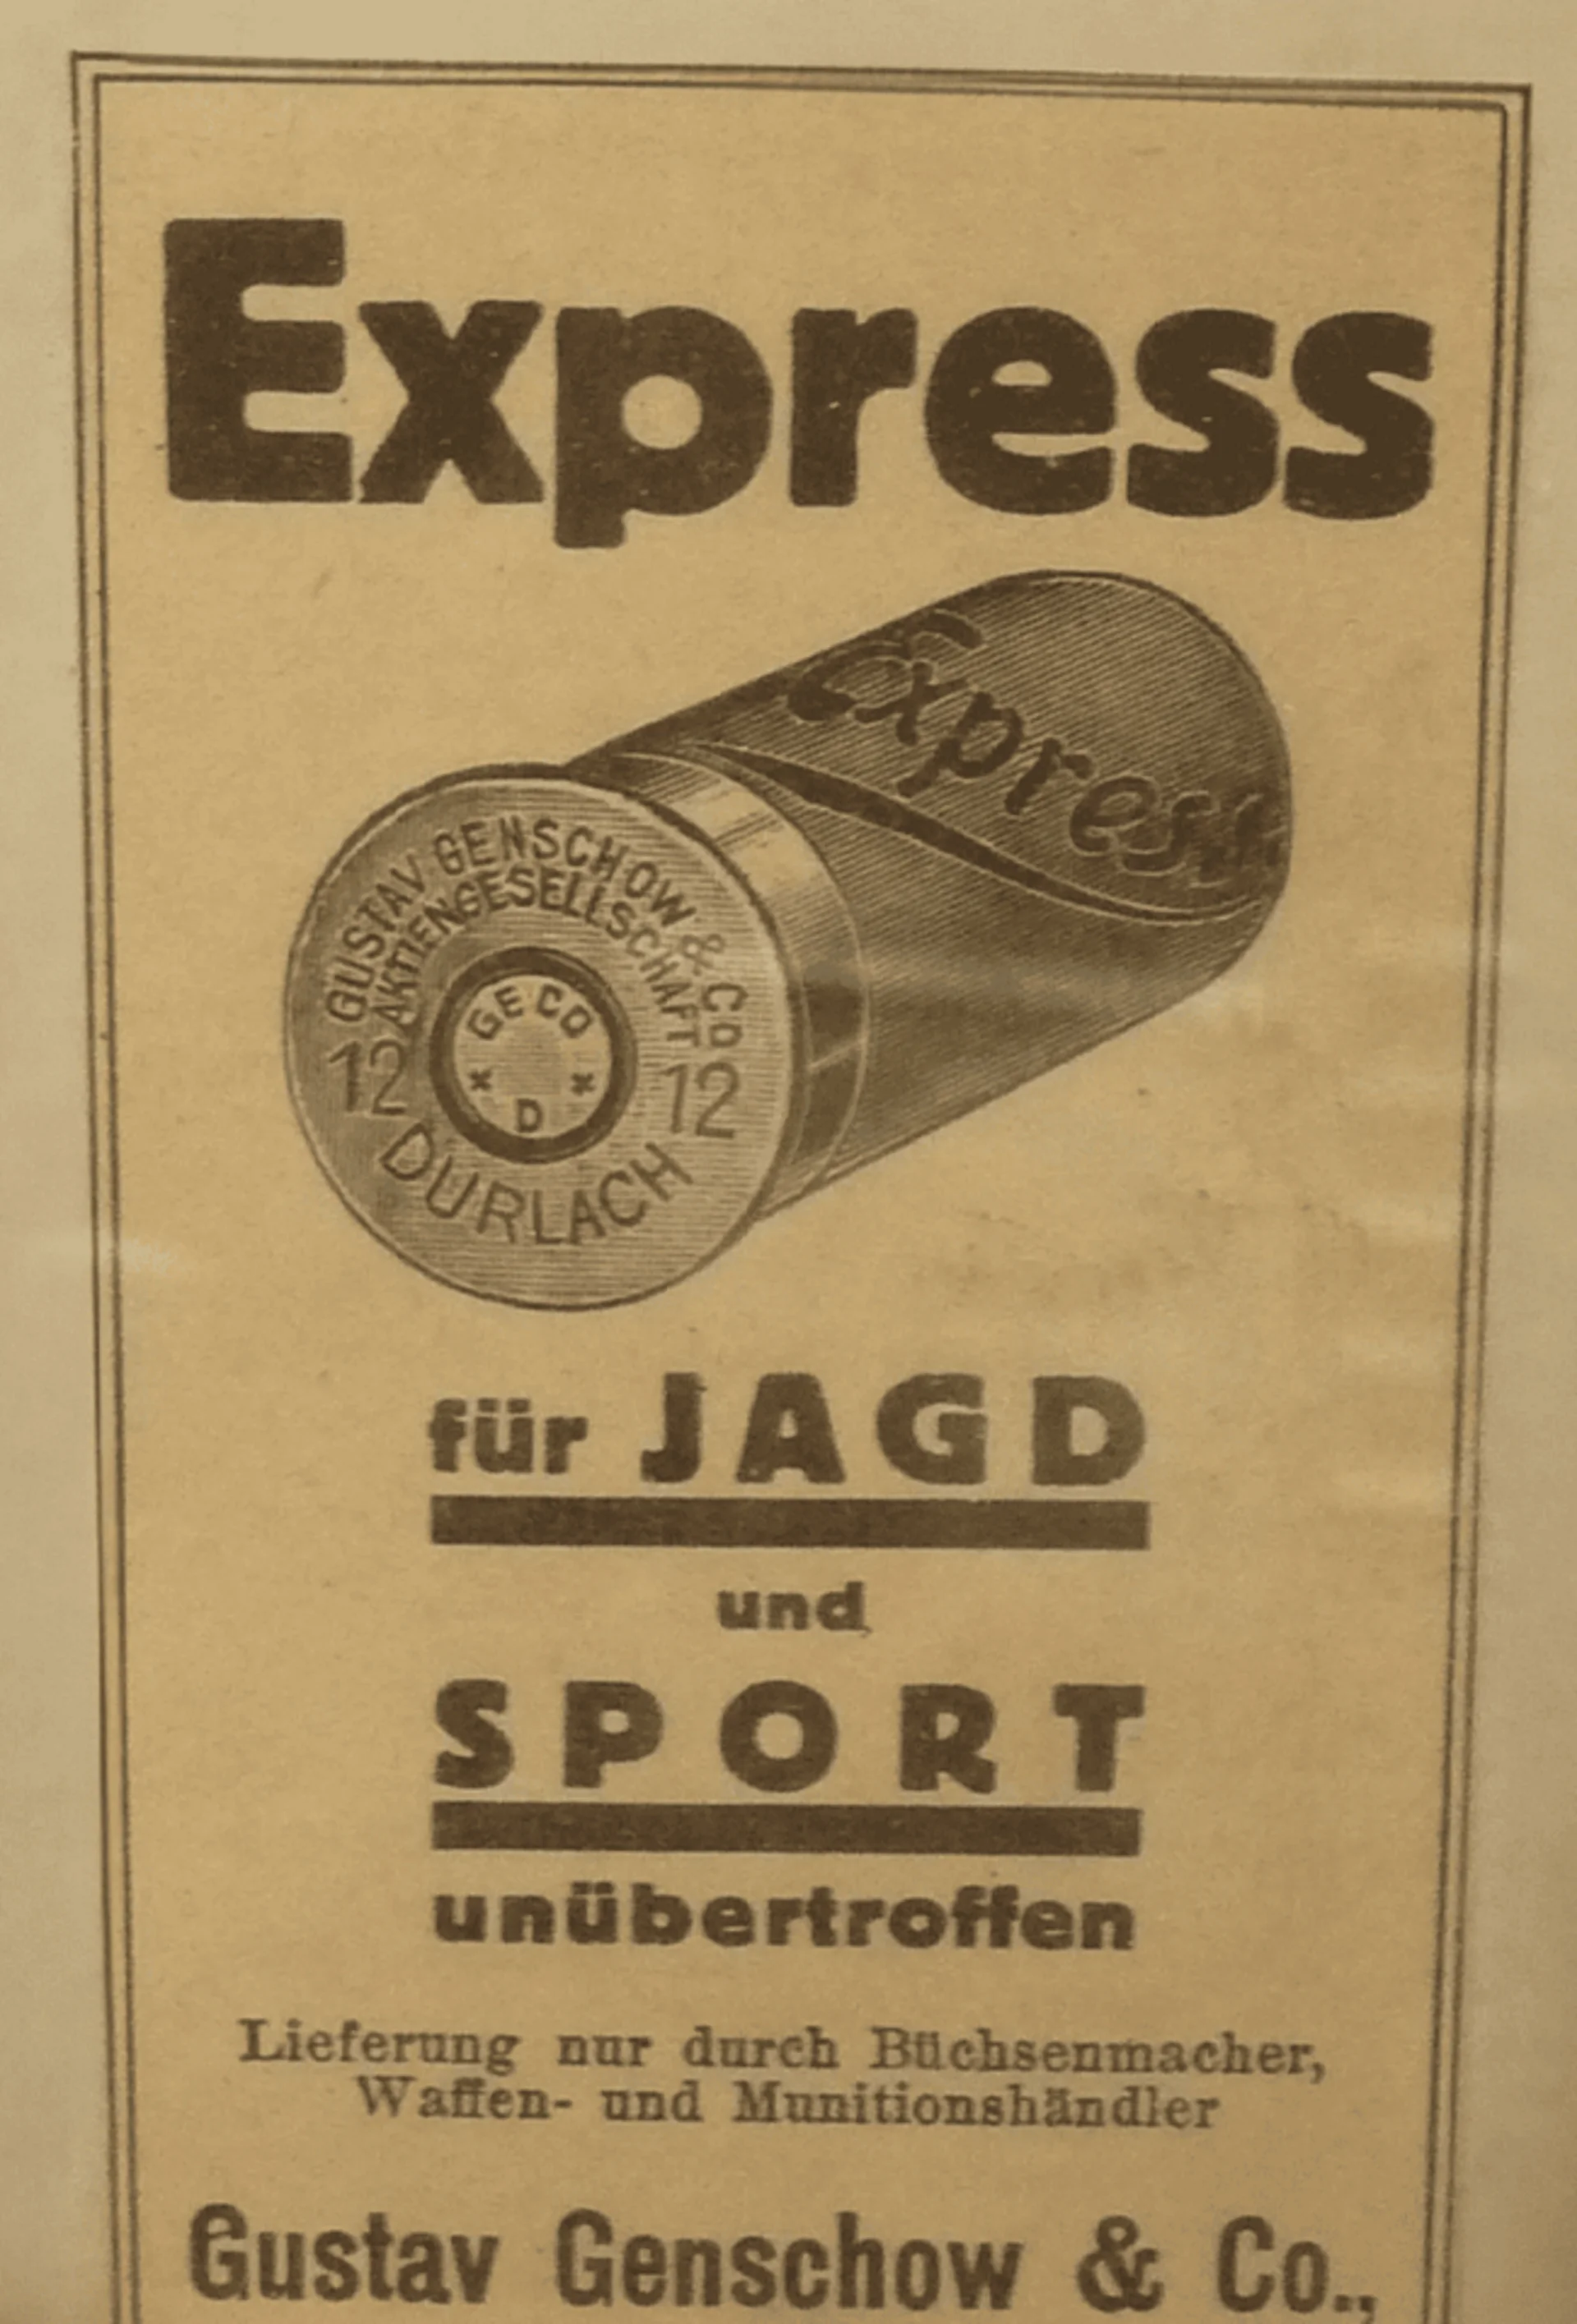 Express
Express
GUSTAV GENSCHOW & CO
AKTIENGESELLSCHAFT
GECO
12 12
D
DURLACH
für JAGD
und
SPORT
unübertroffen
Lieferung nur durch Büchsenmacher,
Waffen- und Munitionshändler
Gustav Genschow & Co.,